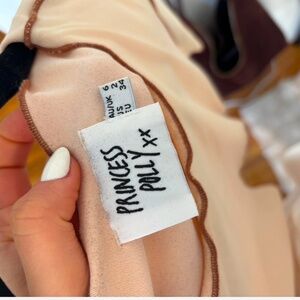 AU/UK 6
US 2
EU 34
PRINCESS
POLLY xx